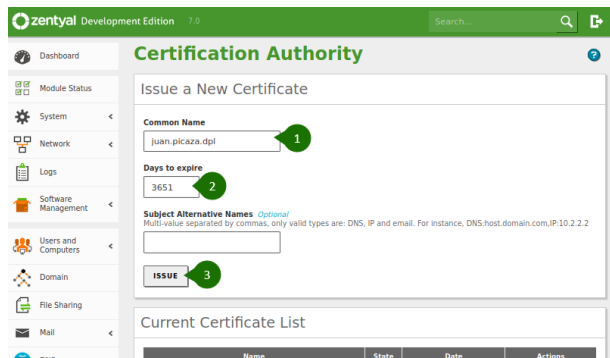 zentyal Development Edition 7.0
Search...
Dashboard
Module Status
System
Network
Logs
Software
Management
Users and
Computers
Domain
File Sharing
Mail
Certification Authority
Issue a New Certificate
Common Name
juan.picaza.dpl
1
Days to expire
3651
2
Subject Alternative Names Optional
Multi-value separated by commas, only valid types are: DNS, IP and email. For instance, DNS:host.domain.com,IP:10.2.2.2
ISSUE
3
Current Certificate List
Name State Date Actions